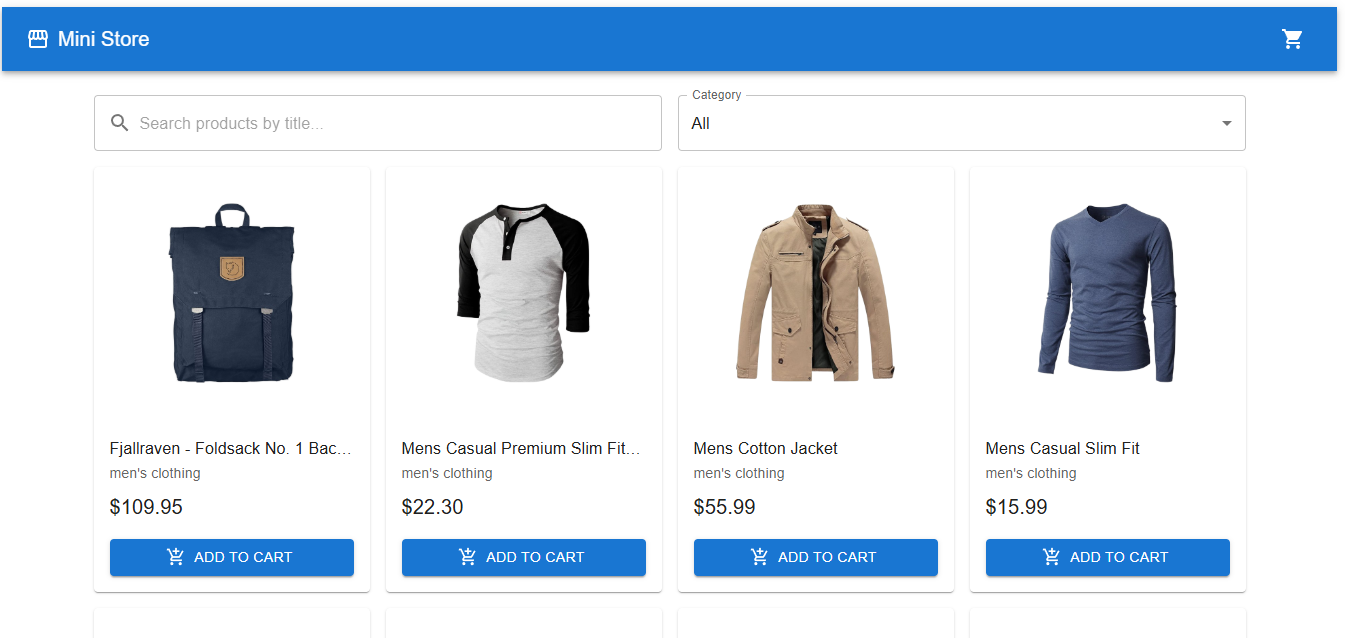 Mini Store
Search products by title...
Category
All
Fjallraven - Foldsack No. 1 Bac...
men's clothing
$109.95
ADD TO CART
Mens Casual Premium Slim Fit...
men's clothing
$22.30
ADD TO CART
Mens Cotton Jacket
men's clothing
$55.99
ADD TO CART
Mens Casual Slim Fit
men's clothing
$15.99
ADD TO CART